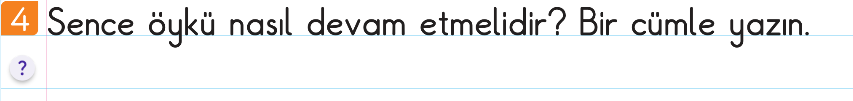 4 Sence öykü nasıl devam etmelidir? Bir cümle yazın.
?